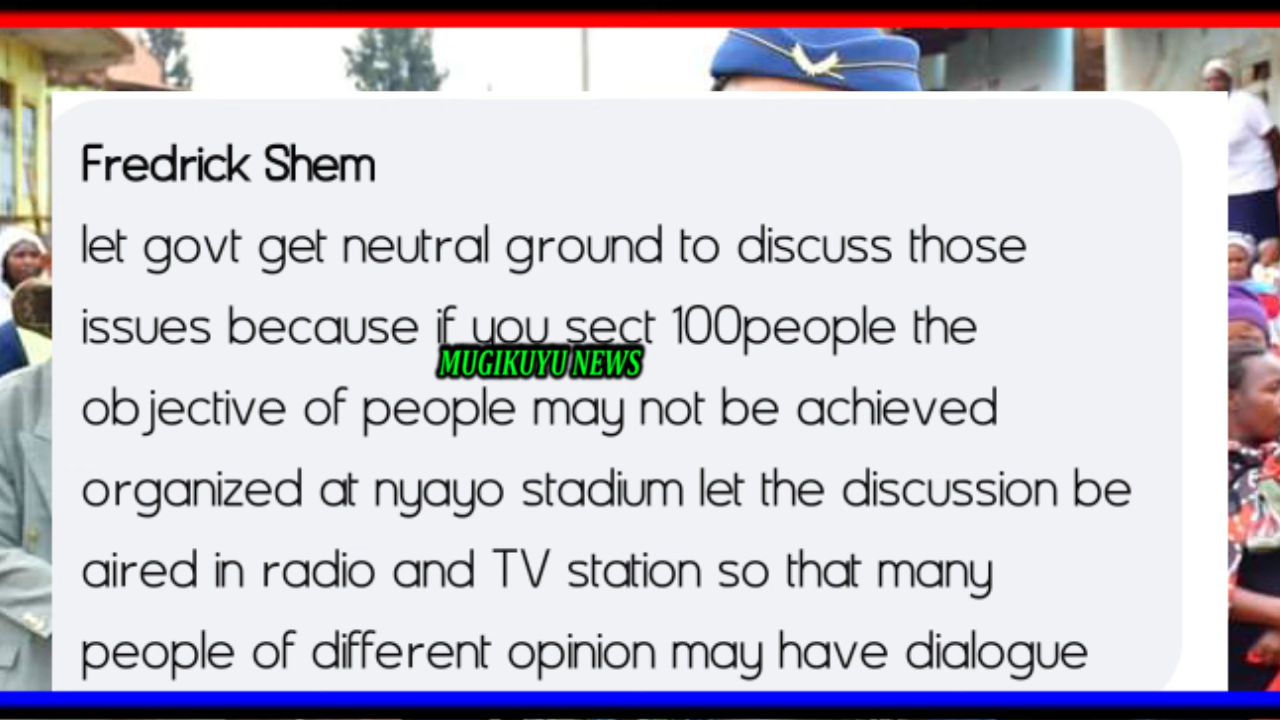 Fredrick Shem
let govt get neutral ground to discuss those
issues because if you sect 100people the
MUGIKUYU NEWS
objective of people may not be achieved
organized at nyayo stadium let the discussion be
aired in radio and TV station so that many
people of different opinion may have dialogue